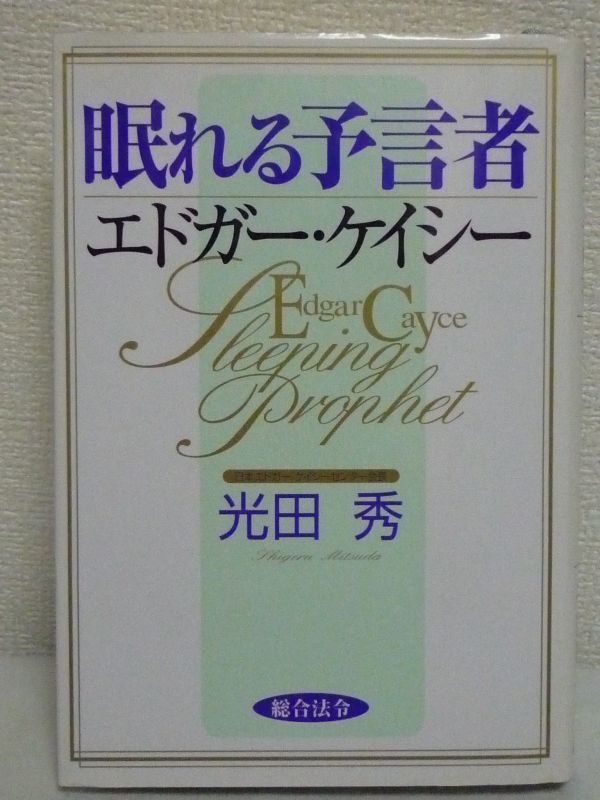 眠れる予言者
エドガー・ケイシー
Edgar Cayce
Sleeping
Prophet
日本エドガー・ケイシーセンター会長
光田 秀
Shigeru Mitsuda
総合法令